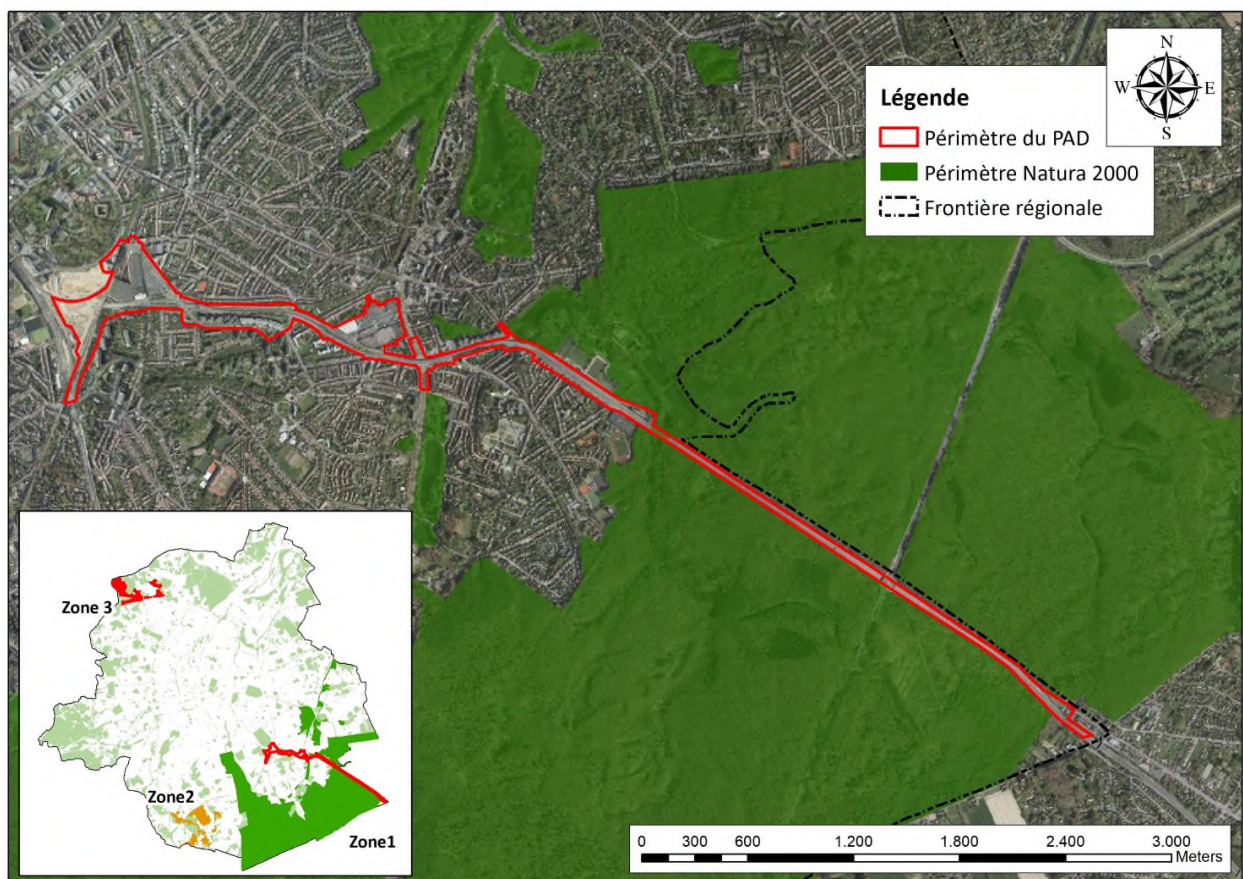 N
W E
S
Légende
Périmètre du PAD
Périmètre Natura 2000
Frontière régionale
Zone 3
Zone2
Zone1
0 300 600 1.200 1.800 2.400 3.000
Meters